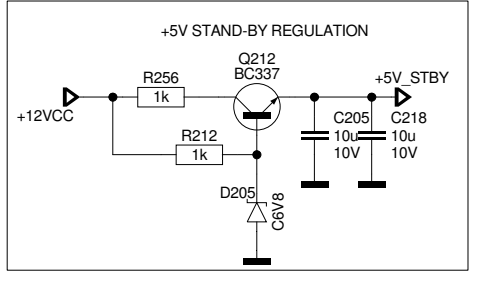 +5V STAND-BY REGULATION
Q212
BC337
+5V_STBY
R256
1k
+12VCC
C205
10u
10V
C218
10u
10V
R212
1k
D205
C6V8